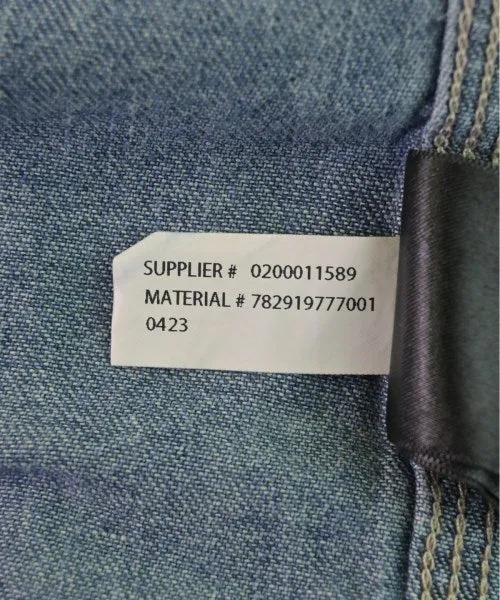 SUPPLIER # 0200011589
MATERIAL # 782919777001
0423